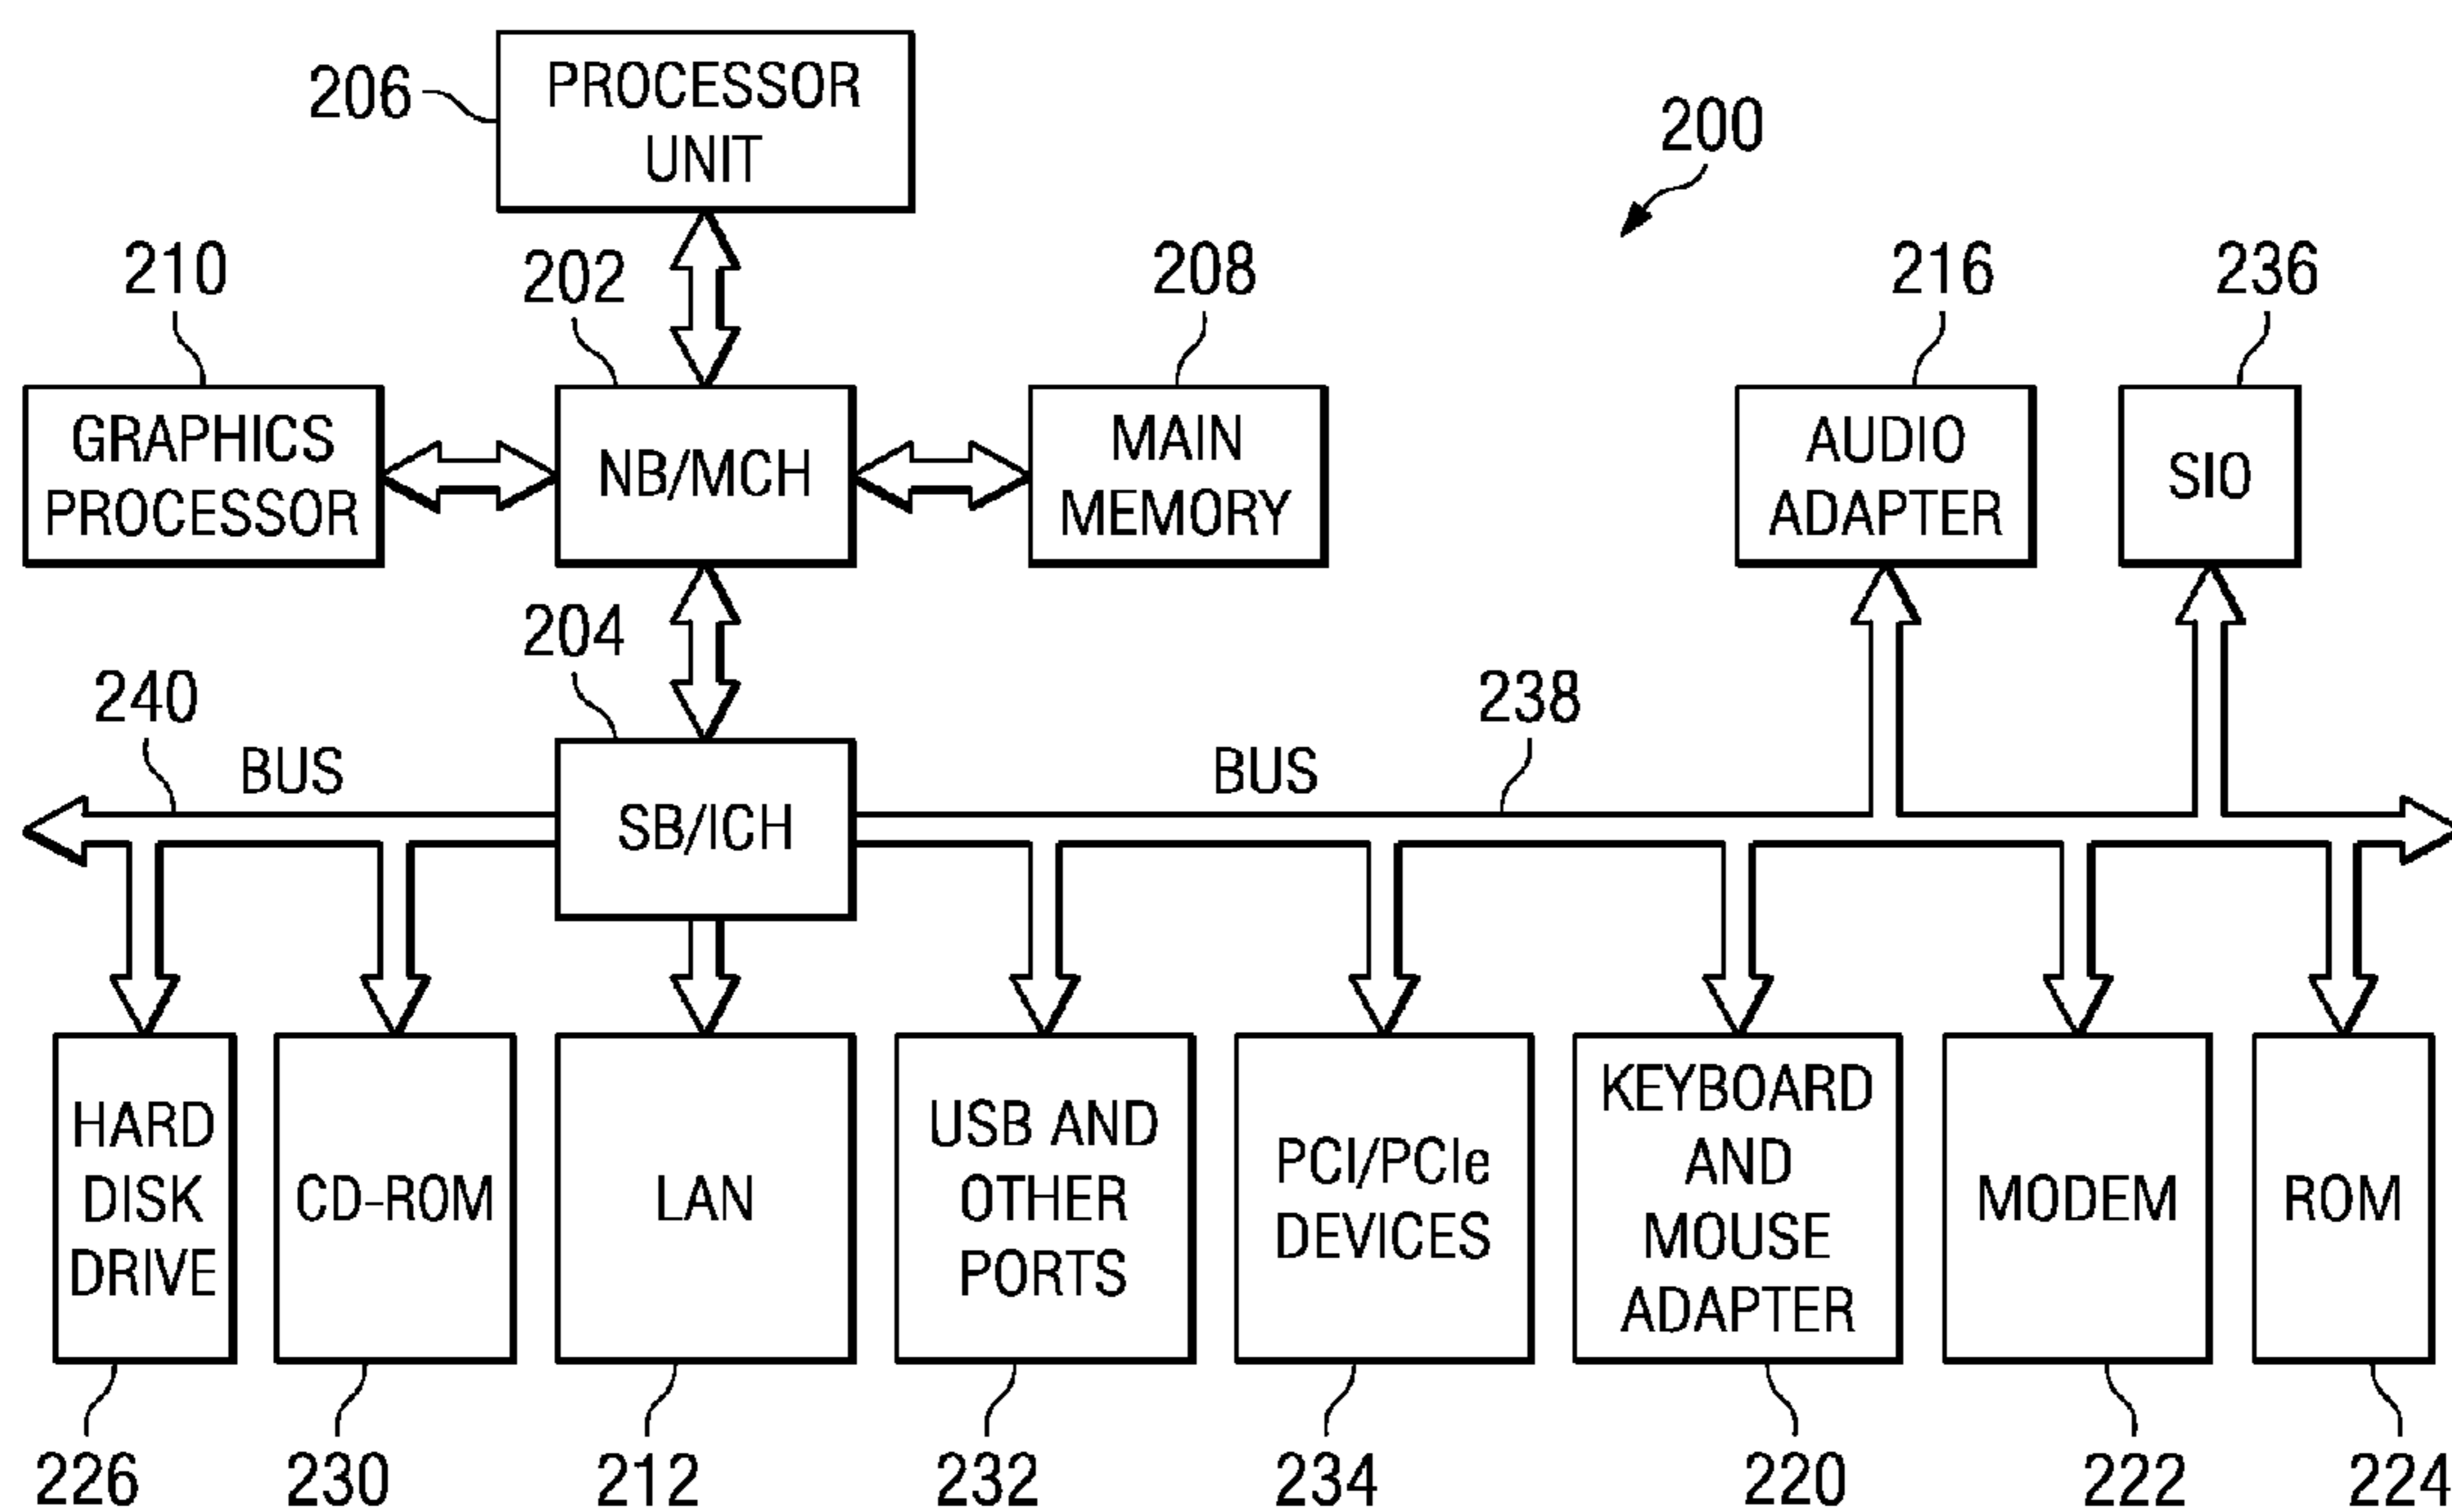 206
PROCESSOR
UNIT
200
210
202
208
216
236
GRAPHICS
PROCESSOR
NB/MCH
MAIN
MEMORY
AUDIO
ADAPTER
SIO
204
240
BUS
238
BUS
SB/ICH
HARD
DISK
DRIVE
CD-ROM
LAN
USB AND
OTHER
PORTS
PCI/PCIe
DEVICES
KEYBOARD
AND
MOUSE
ADAPTER
MODEM
ROM
226
230
212
232
234
220
222
224